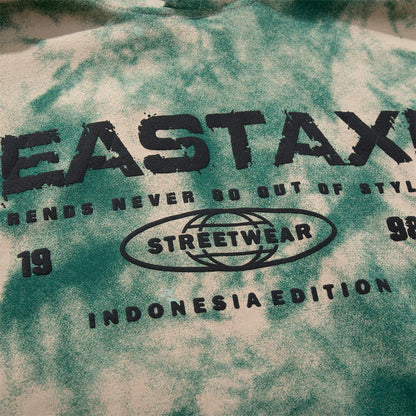 EASTAX
RENDS NEVER GO OUT OF STYL
STREETWEAR
19 98
INDONESIA EDITION